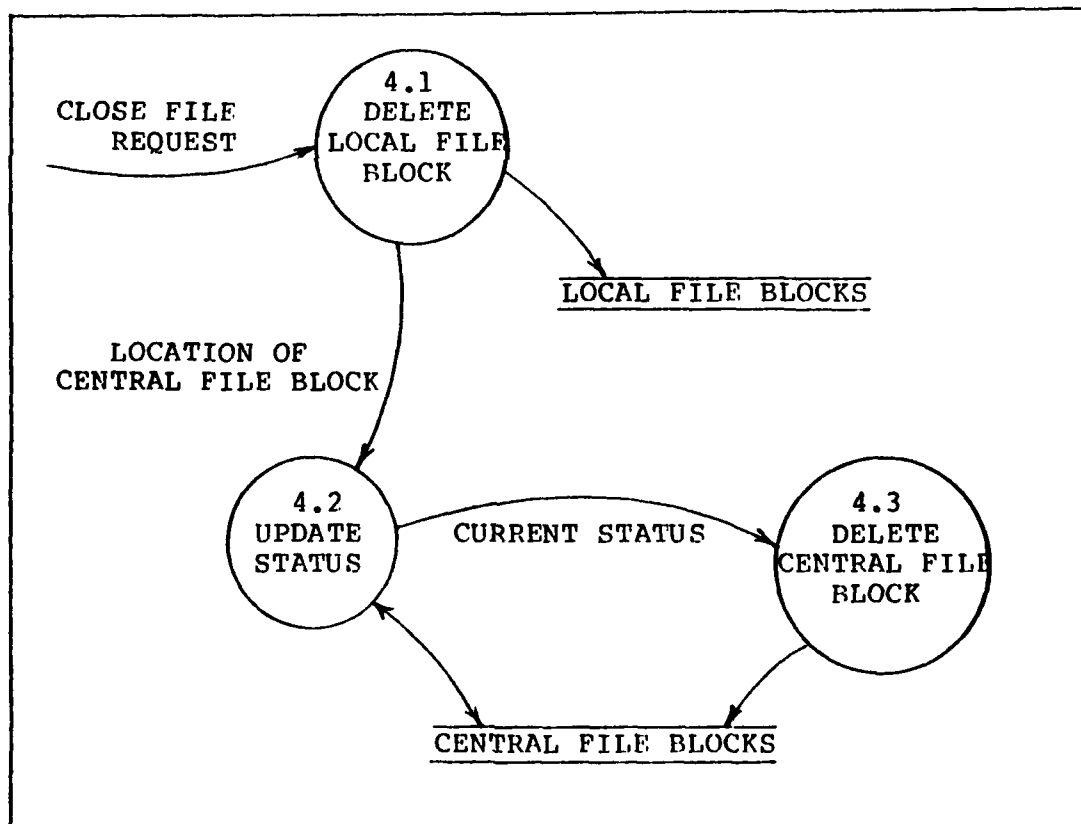 4.1
DELETE
LOCAL FILE
BLOCK
CLOSE FILE
REQUEST
LOCAL FILE BLOCKS
LOCATION OF
CENTRAL FILE BLOCK
4.2
UPDATE
STATUS
CURRENT STATUS
4.3
DELETE
CENTRAL FILE
BLOCK
CENTRAL FILE BLOCKS